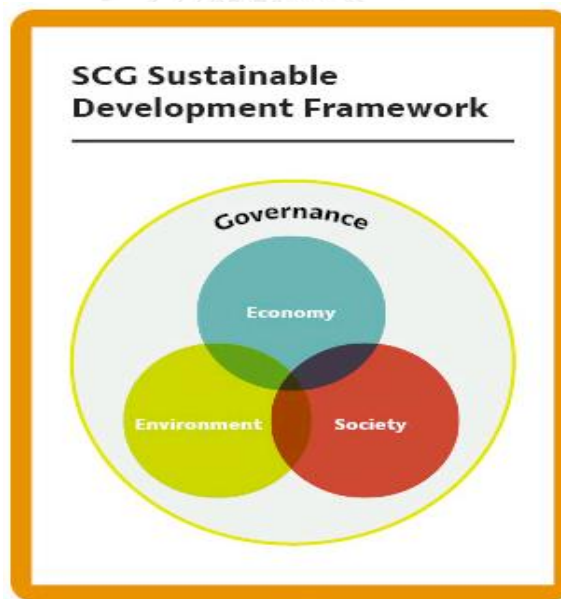 SCG Sustainable
Development Framework
Governance
Economy
Environment
Society